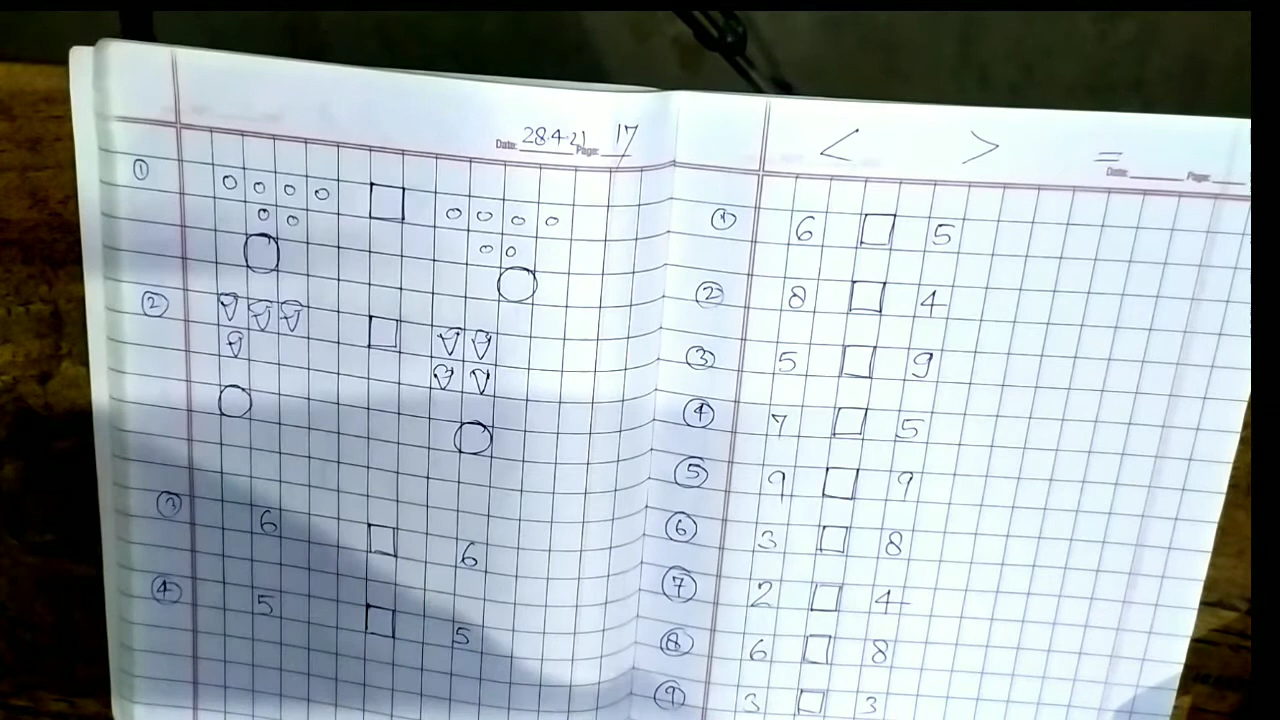 Date: 28.4.21 Page: 17
①
②
③ 6 □ 6
④ 5 □ 5
< > =
Date: Page:
① 6 □ 5
② 8 □ 4
③ 5 □ 9
④ 7 □ 5
⑤ 9 □ 9
⑥ 3 □ 8
⑦ 2 □ 4
⑧ 6 □ 8
⑨ 3 □ 3